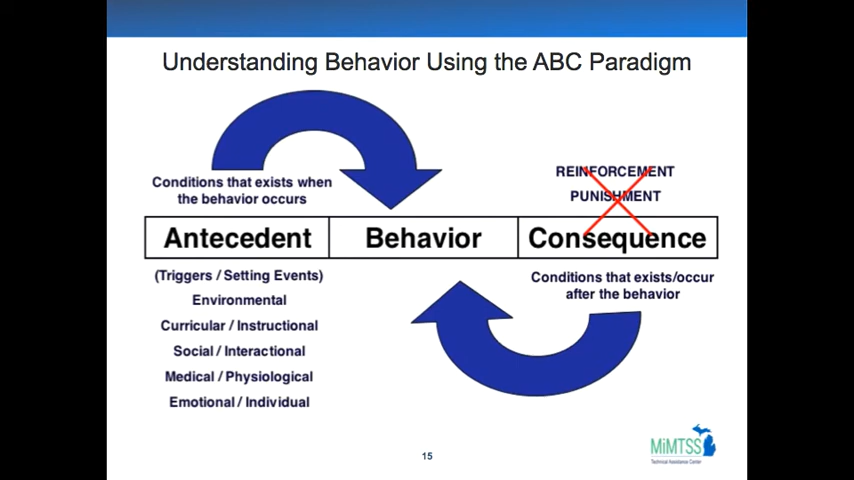 Understanding Behavior Using the ABC Paradigm
Conditions that exists when
the behavior occurs
REINFORCEMENT
PUNISHMENT
Antecedent
Behavior
Consequence
(Triggers / Setting Events)
Environmental
Curricular / Instructional
Social / Interactional
Medical / Physiological
Emotional / Individual
Conditions that exists/occur
after the behavior
15
MiMTSS
Technical Assistance Center